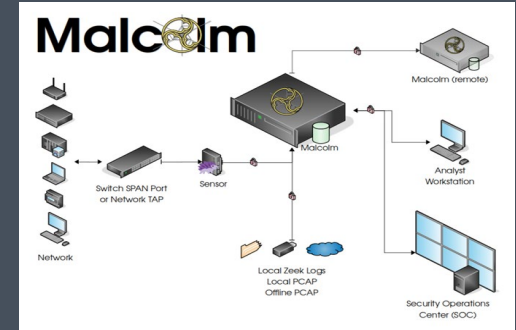 Malcolm
Malcolm (remote)
Malcolm
Analyst
Workstation
Switch SPAN Port
or Network TAP
Sensor
Network
Local Zeek Logs
Local PCAP
Offline PCAP
Security Operations
Center (SOC)